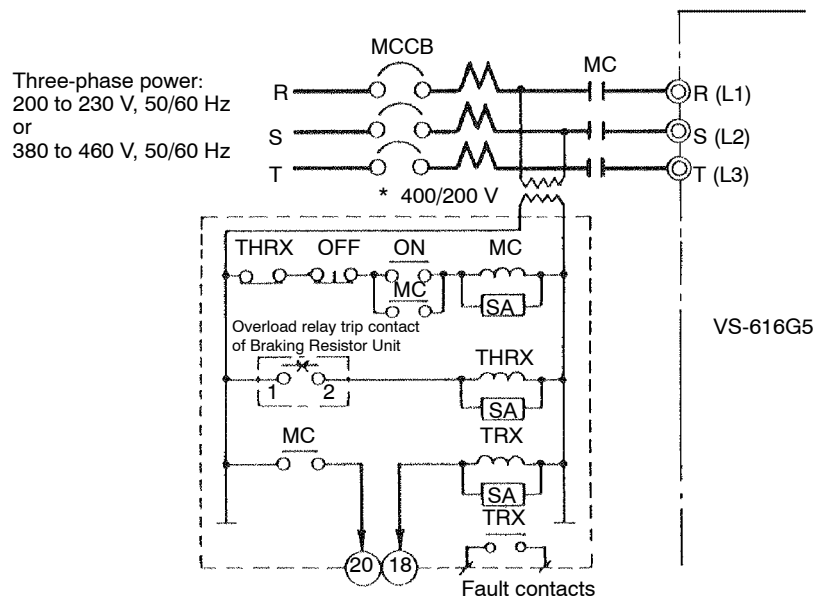 MCCB
MC
Three-phase power:
200 to 230 V, 50/60 Hz
or
380 to 460 V, 50/60 Hz
R
S
T
R (L1)
S (L2)
T (L3)
* 400/200 V
THRX OFF ON MC
MC
SA
Overload relay trip contact
of Braking Resistor Unit
1 2
THRX
SA
VS-616G5
MC
TRX
SA
TRX
20 18
Fault contacts